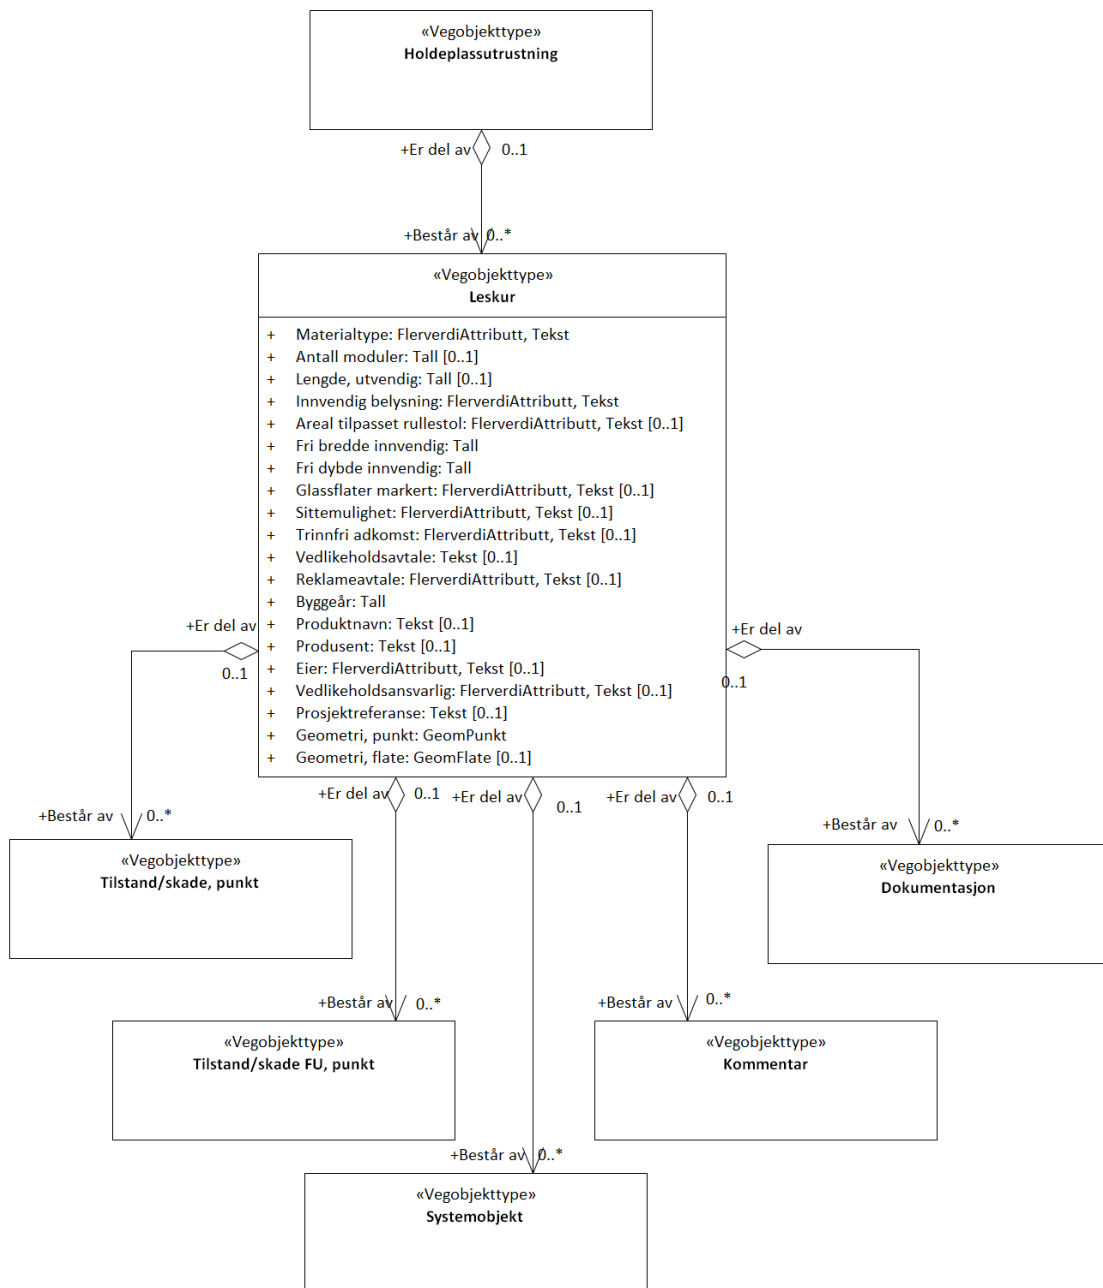 «Vegobjekttype»
Holdeplassutrustning
+Er del av
0..1
+Består av
0..*
«Vegobjekttype»
Leskur
+ Materialtype: FlerverdiAttributt, Tekst
+ Antall moduler: Tall [0..1]
+ Lengde, utvendig: Tall [0..1]
+ Innvendig belysning: FlerverdiAttributt, Tekst
+ Areal tilpasset rullestol: FlerverdiAttributt, Tekst [0..1]
+ Fri bredde innvendig: Tall
+ Fri dybde innvendig: Tall
+ Glassflater markert: FlerverdiAttributt, Tekst [0..1]
+ Sittemulighet: FlerverdiAttributt, Tekst [0..1]
+ Trinnfri adkomst: FlerverdiAttributt, Tekst [0..1]
+ Vedlikeholdsavtale: Tekst [0..1]
+ Reklameavtale: FlerverdiAttributt, Tekst [0..1]
+ Byggeår: Tall
+ Produktnavn: Tekst [0..1]
+ Produsent: Tekst [0..1]
+ Eier: FlerverdiAttributt, Tekst [0..1]
+ Vedlikeholdsansvarlig: FlerverdiAttributt, Tekst [0..1]
+ Prosjektreferanse: Tekst [0..1]
+ Geometri, punkt: GeomPunkt
+ Geometri, flate: GeomFlate [0..1]
+Er del av
0..1
+Er del av
0..1
+Er del av
0..1
+Er del av
0..1
+Er del av
0..1
+Består av
0..*
«Vegobjekttype»
Tilstand/skade, punkt
+Består av
0..*
«Vegobjekttype»
Dokumentasjon
+Består av
0..*
«Vegobjekttype»
Tilstand/skade FU, punkt
+Består av
0..*
«Vegobjekttype»
Kommentar
+Består av
0..*
«Vegobjekttype»
Systemobjekt